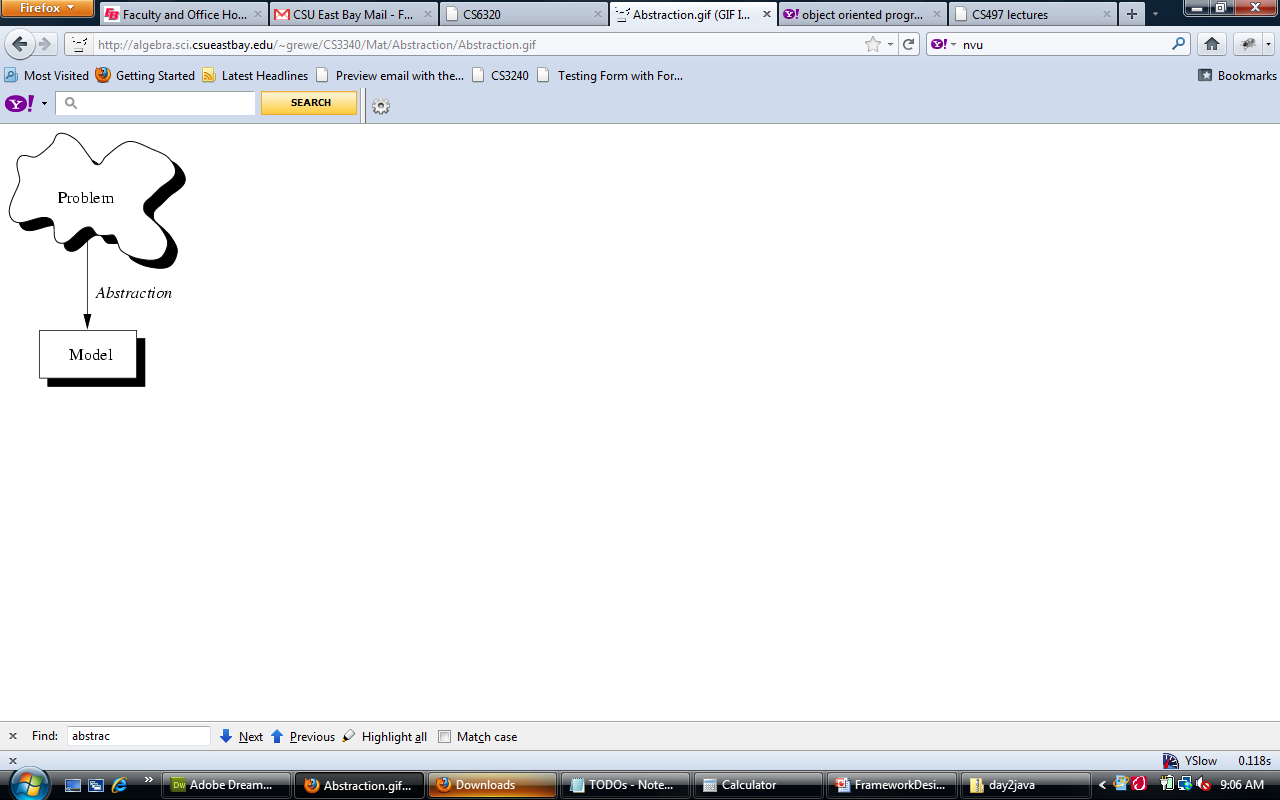 Firefox
Faculty and Office Ho...
CSU East Bay Mail - F...
CS6320
Abstraction.gif (GIF I...
Y! object oriented progr...
CS497 lectures
http://algebra.sci.csueastbay.edu/~grewe/CS3340/Mat/Abstraction/Abstraction.gif
Y! nvu
Most Visited
Getting Started
Latest Headlines
Preview email with the...
CS3240
Testing Form with For...
Bookmarks
Y!
SEARCH
Problem
Abstraction
Model
Find: abstrac
Next
Previous
Highlight all
Match case
YSlow
0.118s
Dw Adobe Dream...
Abstraction.gif...
Downloads
TODOs - Note...
Calculator
FrameworkDesi...
day2java
9:06 AM